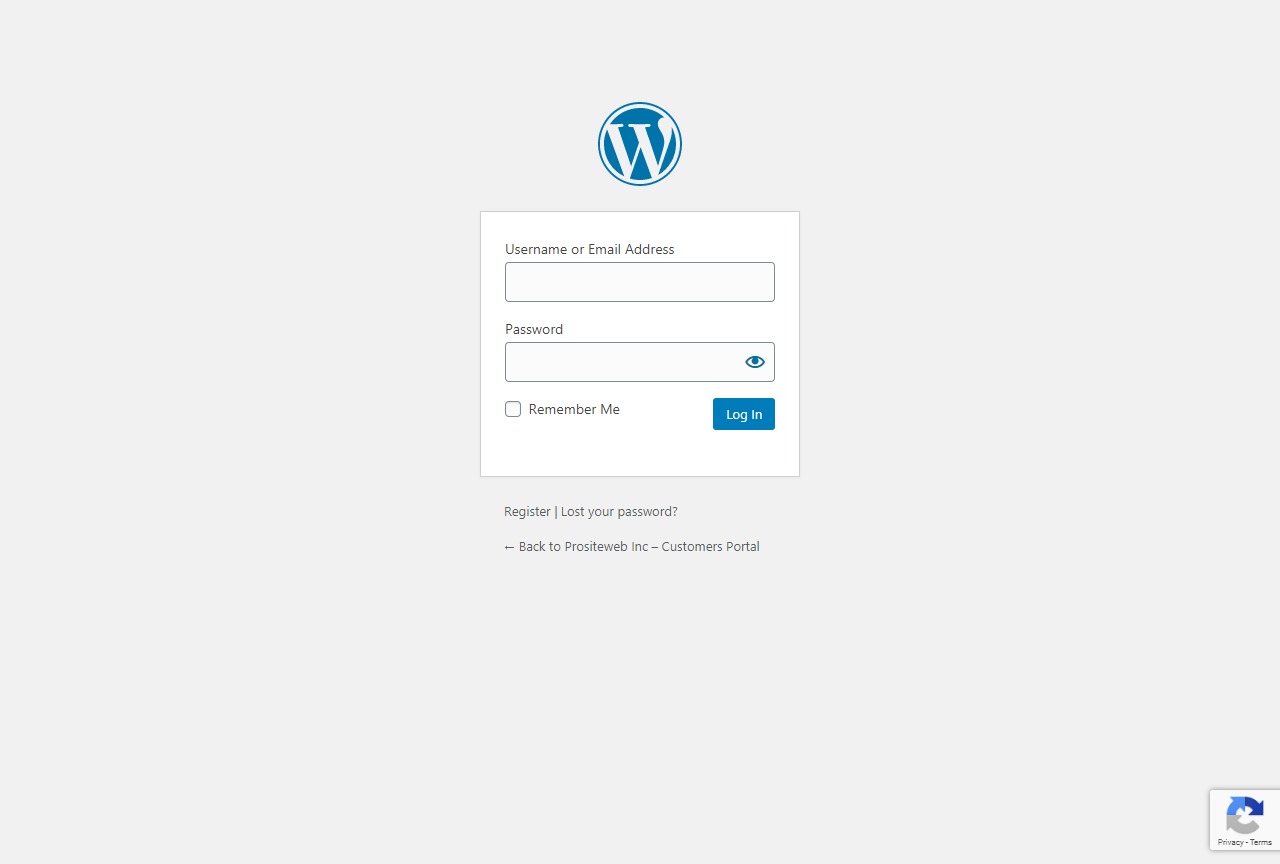 Username or Email Address
Password
Remember Me
Log In
Register | Lost your password?
← Back to Prositeweb Inc – Customers Portal
Privacy - Terms